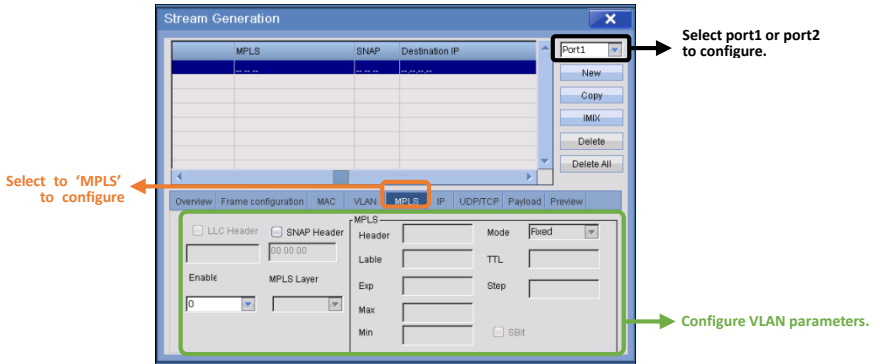 Stream Generation
X
MPLS SNAP Destination IP
-- -- -- -- -- -- --.--.--.--
Port1
New
Copy
IMIX
Delete
Delete All
Select port1 or port2
to configure.
Select to ‘MPLS’
to configure
Overview Frame configuration MAC VLAN MPLS IP UDP/TCP Payload Preview
LLC Header SNAP Header
00 00 00
Enable MPLS Layer
0
MPLS
Header Mode Fixed
Lable TTL
Exp Step
Max
Min SBit
Configure VLAN parameters.